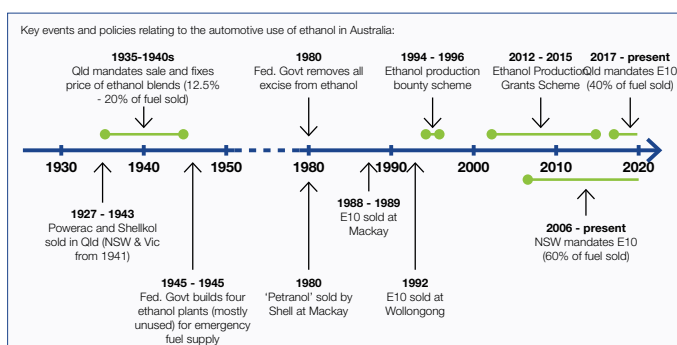 Key events and policies relating to the automotive use of ethanol in Australia:
1935-1940s
Qld mandates sale and fixes
price of ethanol blends (12.5%
- 20% of fuel sold)
1980
Fed. Govt removes all
excise from ethanol
1994 - 1996
Ethanol production
bounty scheme
2012 - 2015
Ethanol Production
Grants Scheme
2017 - present
Qld mandates E10
(40% of fuel sold)
1930 1940 1950 1980 1990 2000 2010 2020
1927 - 1943
Powerac and Shellkol
sold in Qld (NSW & Vic
from 1941)
1945 - 1945
Fed. Govt builds four
ethanol plants (mostly
unused) for emergency
fuel supply
1980
‘Petranol’ sold by
Shell at Mackay
1988 - 1989
E10 sold at
Mackay
1992
E10 sold at
Wollongong
2006 - present
NSW mandates E10
(60% of fuel sold)